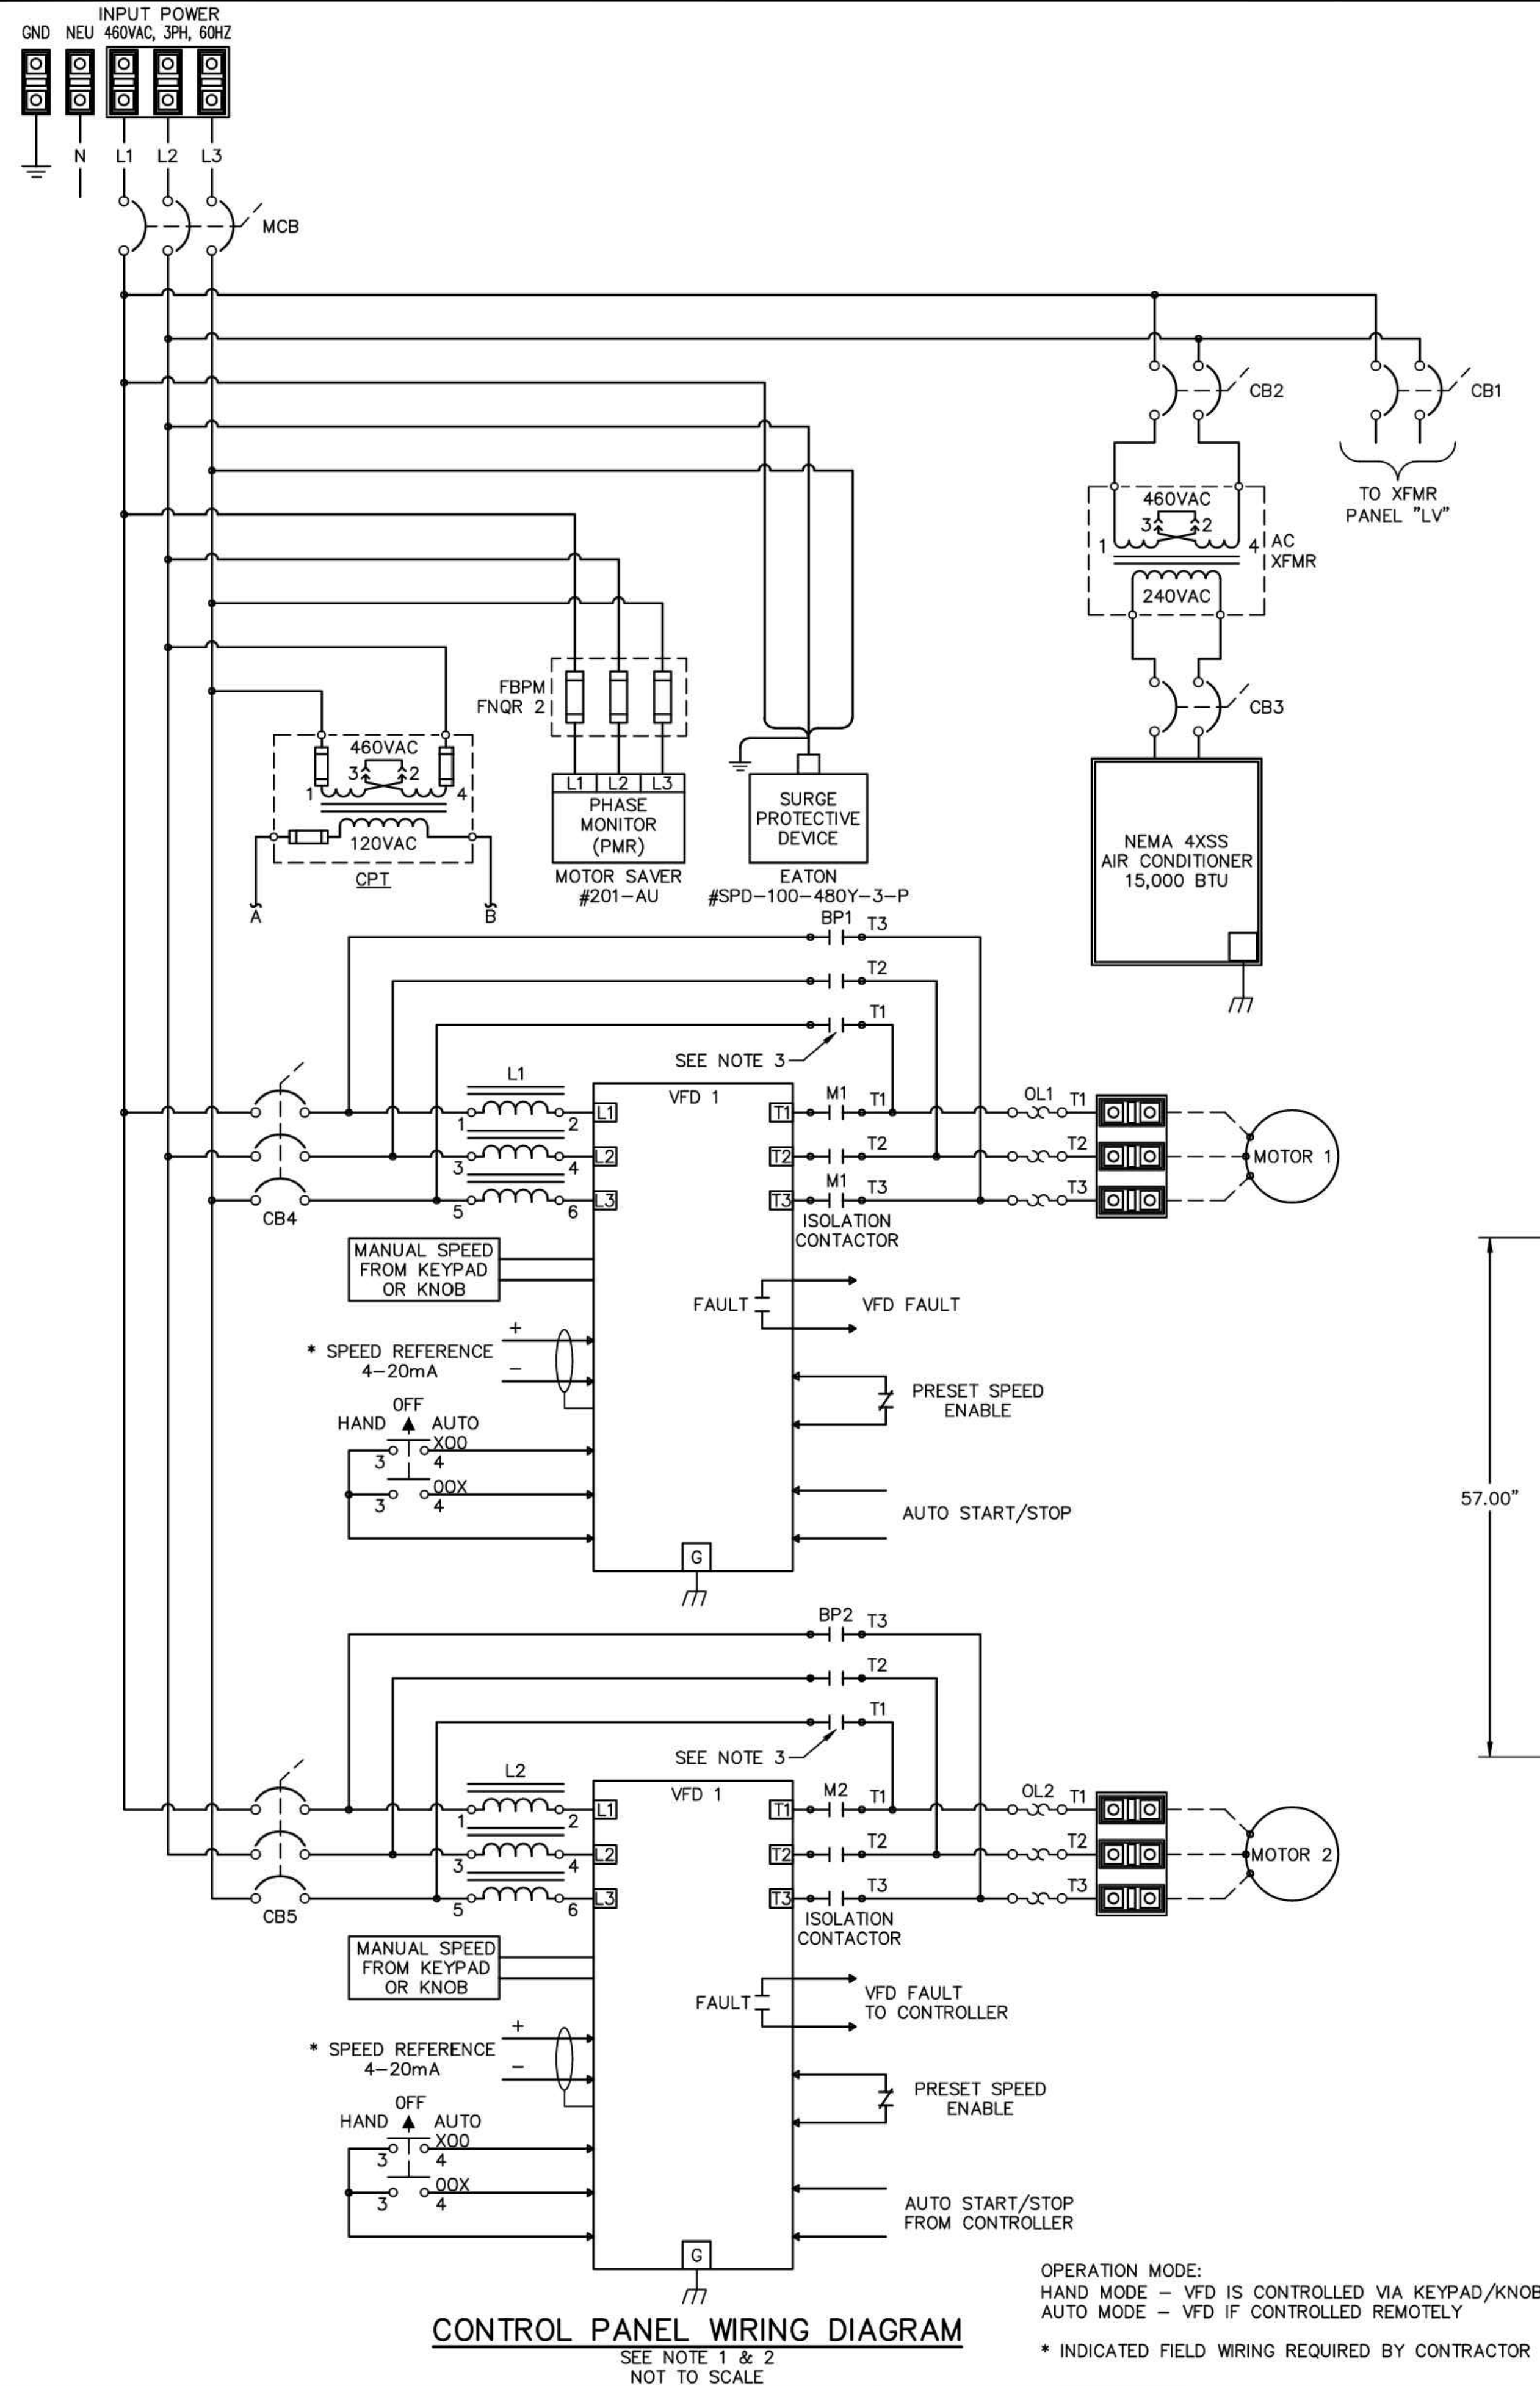 INPUT POWER
GND NEU 460VAC, 3PH, 60HZ
N L1 L2 L3
MCB
CB2
CB1
TO XFMR
PANEL "LV"
460VAC
3 2
1 4
AC
XFMR
240VAC
CB3
NEMA 4XSS
AIR CONDITIONER
15,000 BTU
FBPM
FNQR 2
460VAC
3 2
1 4
120VAC
CPT
A B
L1 L2 L3
PHASE
MONITOR
(PMR)
MOTOR SAVER
#201-AU
SURGE
PROTECTIVE
DEVICE
EATON
#SPD-100-480Y-3-P
BP1 T3
T2
T1
SEE NOTE 3
L1
VFD 1
CB4
1 2 L1
3 4 L2
5 6 L3
T1 M1 T1 OL1 T1
T2 T2 T2
T3 M1 T3 T3
MOTOR 1
ISOLATION
CONTACTOR
MANUAL SPEED
FROM KEYPAD
OR KNOB
FAULT
VFD FAULT
+
* SPEED REFERENCE
4-20mA
-
PRESET SPEED
ENABLE
OFF
HAND AUTO
XOO
3 4
OOX
3 4
AUTO START/STOP
G
57.00"
BP2 T3
T2
T1
SEE NOTE 3
L2
VFD 1
CB5
1 2 L1
3 4 L2
5 6 L3
T1 M2 T1 OL2 T1
T2 T2 T2
T3 T3 T3
MOTOR 2
ISOLATION
CONTACTOR
MANUAL SPEED
FROM KEYPAD
OR KNOB
FAULT
VFD FAULT
TO CONTROLLER
+
* SPEED REFERENCE
4-20mA
-
PRESET SPEED
ENABLE
OFF
HAND AUTO
XOO
3 4
OOX
3 4
AUTO START/STOP
FROM CONTROLLER
G
OPERATION MODE:
HAND MODE - VFD IS CONTROLLED VIA KEYPAD/KNOB
AUTO MODE - VFD IF CONTROLLED REMOTELY
* INDICATED FIELD WIRING REQUIRED BY CONTRACTOR
CONTROL PANEL WIRING DIAGRAM
SEE NOTE 1 & 2
NOT TO SCALE